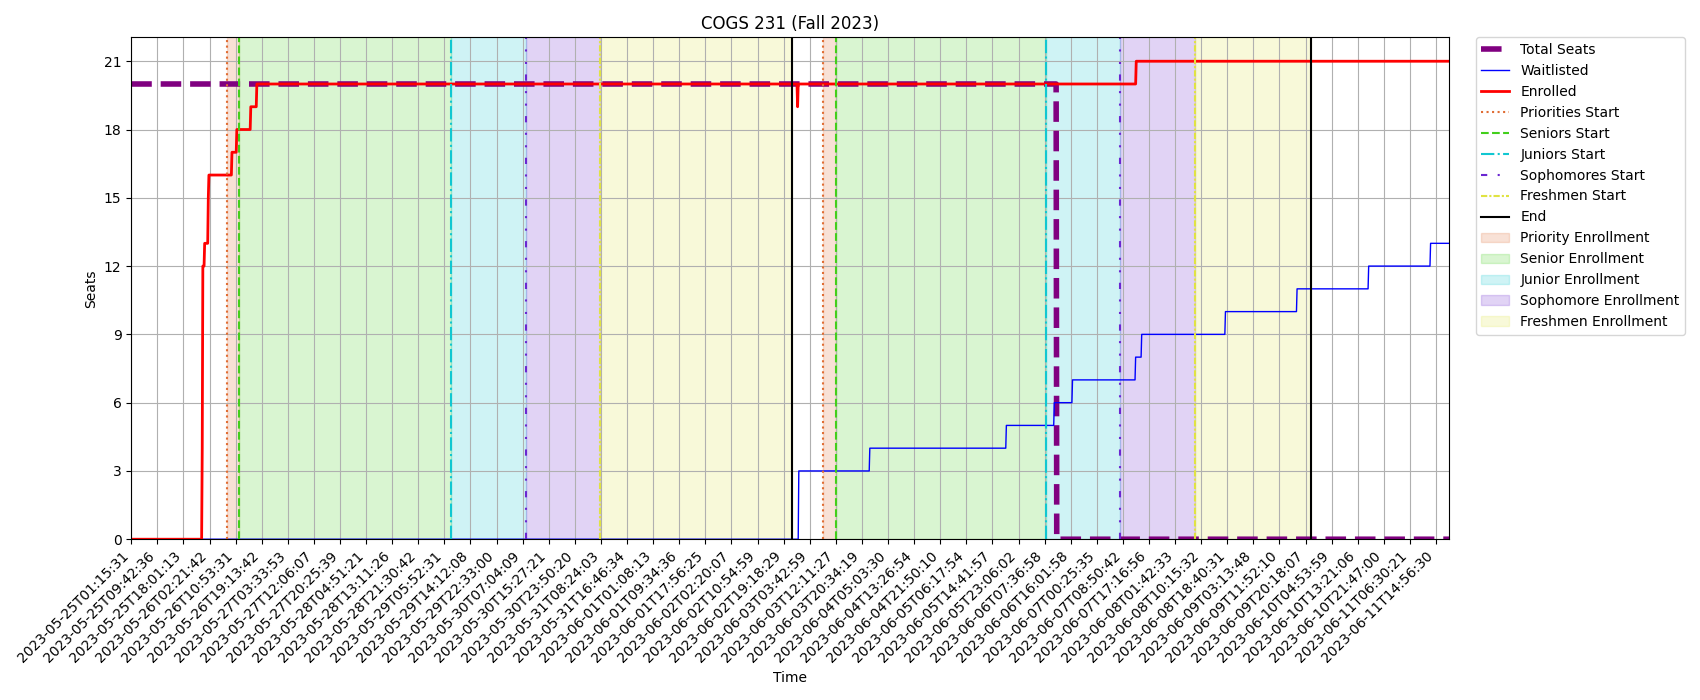 COGS 231 (Fall 2023)
Seats
21
18
15
12
9
6
3
0
2023-05-25T01:15:31
2023-05-25T09:42:36
2023-05-25T18:01:13
2023-05-26T02:21:42
2023-05-26T10:53:31
2023-05-26T19:13:42
2023-05-27T03:33:53
2023-05-27T12:06:07
2023-05-27T20:25:39
2023-05-28T04:51:21
2023-05-28T13:11:26
2023-05-28T21:30:42
2023-05-29T05:52:31
2023-05-29T14:12:08
2023-05-29T22:33:00
2023-05-30T07:04:09
2023-05-30T15:27:21
2023-05-30T23:50:20
2023-05-31T08:24:03
2023-05-31T16:46:34
2023-06-01T01:08:13
2023-06-01T09:34:36
2023-06-01T17:56:25
2023-06-02T02:20:07
2023-06-02T10:54:59
2023-06-02T19:18:29
2023-06-03T03:42:59
2023-06-03T12:11:27
2023-06-03T20:34:19
2023-06-04T05:03:30
2023-06-04T13:26:54
2023-06-04T21:50:10
2023-06-05T06:17:54
2023-06-05T14:41:57
2023-06-05T23:06:02
2023-06-06T07:36:58
2023-06-06T16:01:58
2023-06-07T00:25:35
2023-06-07T08:50:42
2023-06-07T17:16:56
2023-06-08T01:42:33
2023-06-08T10:15:32
2023-06-08T18:40:31
2023-06-09T03:13:48
2023-06-09T11:52:10
2023-06-09T20:18:07
2023-06-10T04:53:59
2023-06-10T13:21:06
2023-06-10T21:47:00
2023-06-11T06:30:21
2023-06-11T14:56:30
Time
Total Seats
Waitlisted
Enrolled
Priorities Start
Seniors Start
Juniors Start
Sophomores Start
Freshmen Start
End
Priority Enrollment
Senior Enrollment
Junior Enrollment
Sophomore Enrollment
Freshmen Enrollment